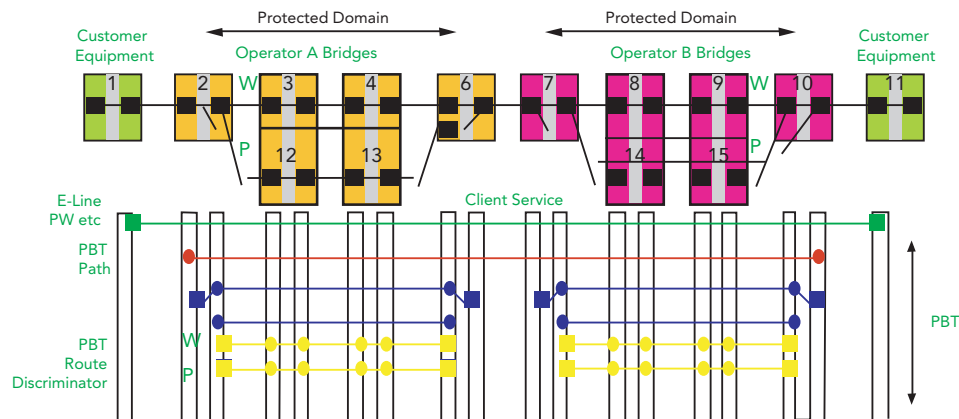 Protected Domain
Protected Domain
Customer
Equipment
Operator A Bridges
Operator B Bridges
Customer
Equipment
1
2
W
3
4
6
7
8
9
W
10
11
P
12
13
14
15
P
E-Line
PW etc
Client Service
PBT
Path
PBT
W
PBT
Route
Discriminator
P